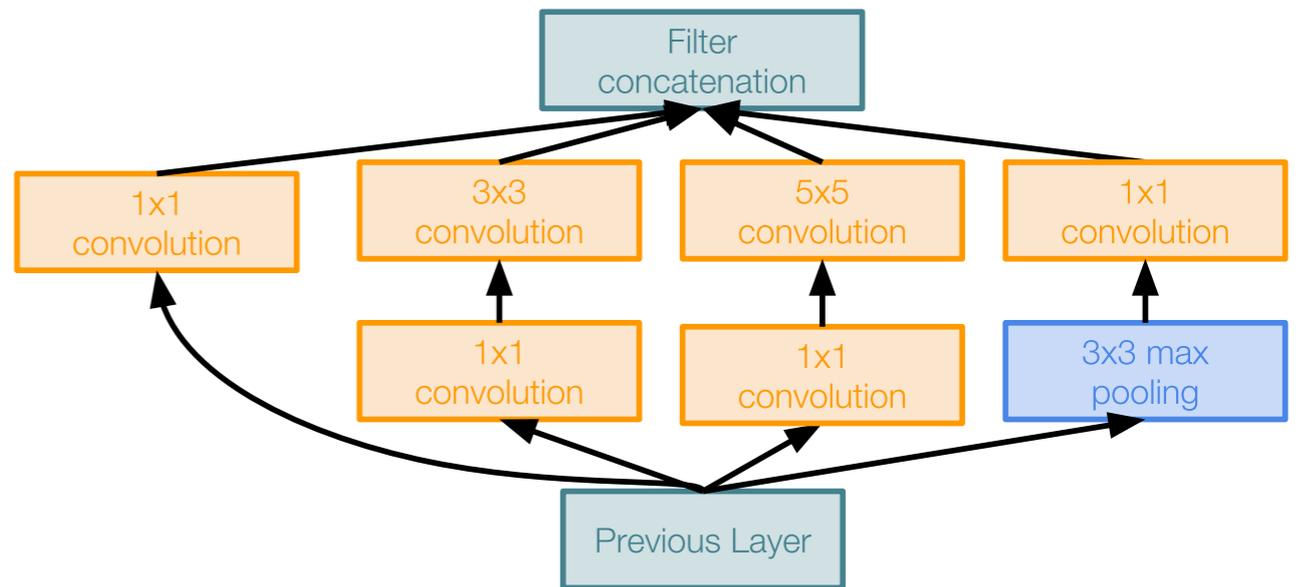 Filter
concatenation
1x1
convolution
3x3
convolution
5x5
convolution
1x1
convolution
1x1
convolution
1x1
convolution
3x3 max
pooling
Previous Layer